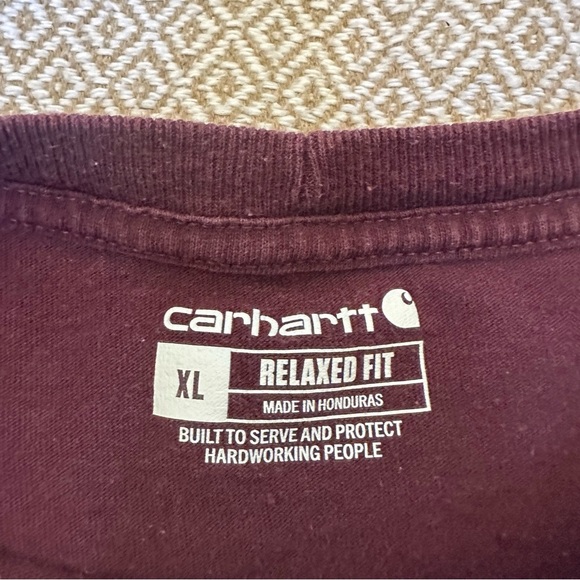 carhartt
XL
RELAXED FIT
MADE IN HONDURAS
BUILT TO SERVE AND PROTECT
HARDWORKING PEOPLE